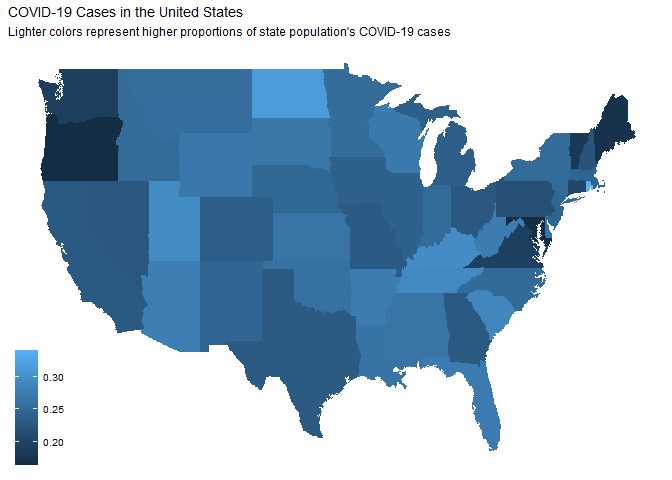 COVID-19 Cases in the United States
Lighter colors represent higher proportions of state population's COVID-19 cases
0.30
0.25
0.20